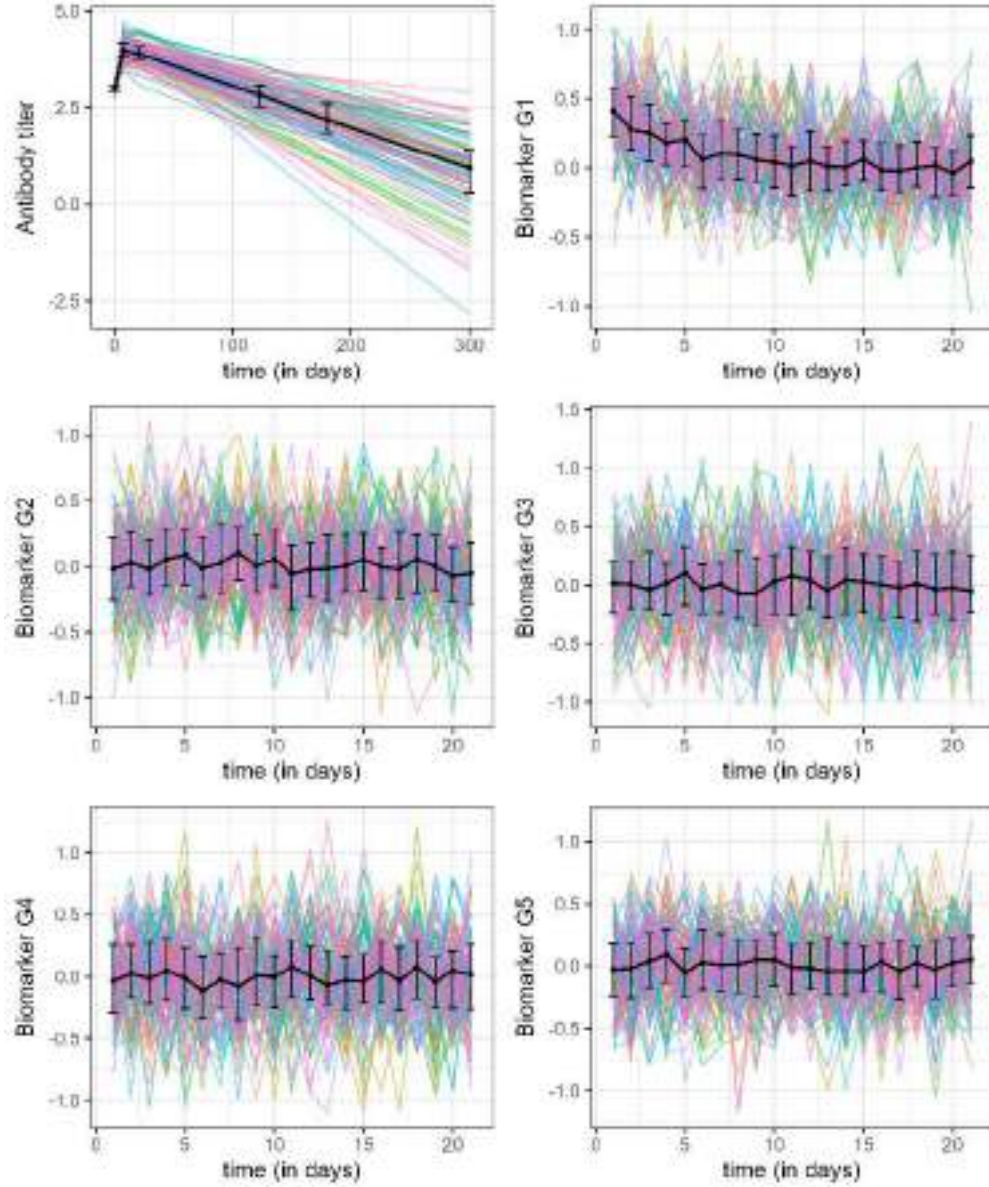 Antibody titer
5.0
2.5
0.0
-2.5
0 100 200 300
time (in days)
Biomarker G1
1.0
0.5
0.0
-0.5
-1.0
0 5 10 15 20
time (in days)
Biomarker G2
1.0
0.5
0.0
-0.5
-1.0
0 5 10 15 20
time (in days)
Biomarker G3
1.5
1.0
0.5
0.0
-0.5
-1.0
0 5 10 15 20
time (in days)
Biomarker G4
1.0
0.5
0.0
-0.5
-1.0
0 5 10 15 20
time (in days)
Biomarker G5
1.0
0.5
0.0
-0.5
-1.0
0 5 10 15 20
time (in days)